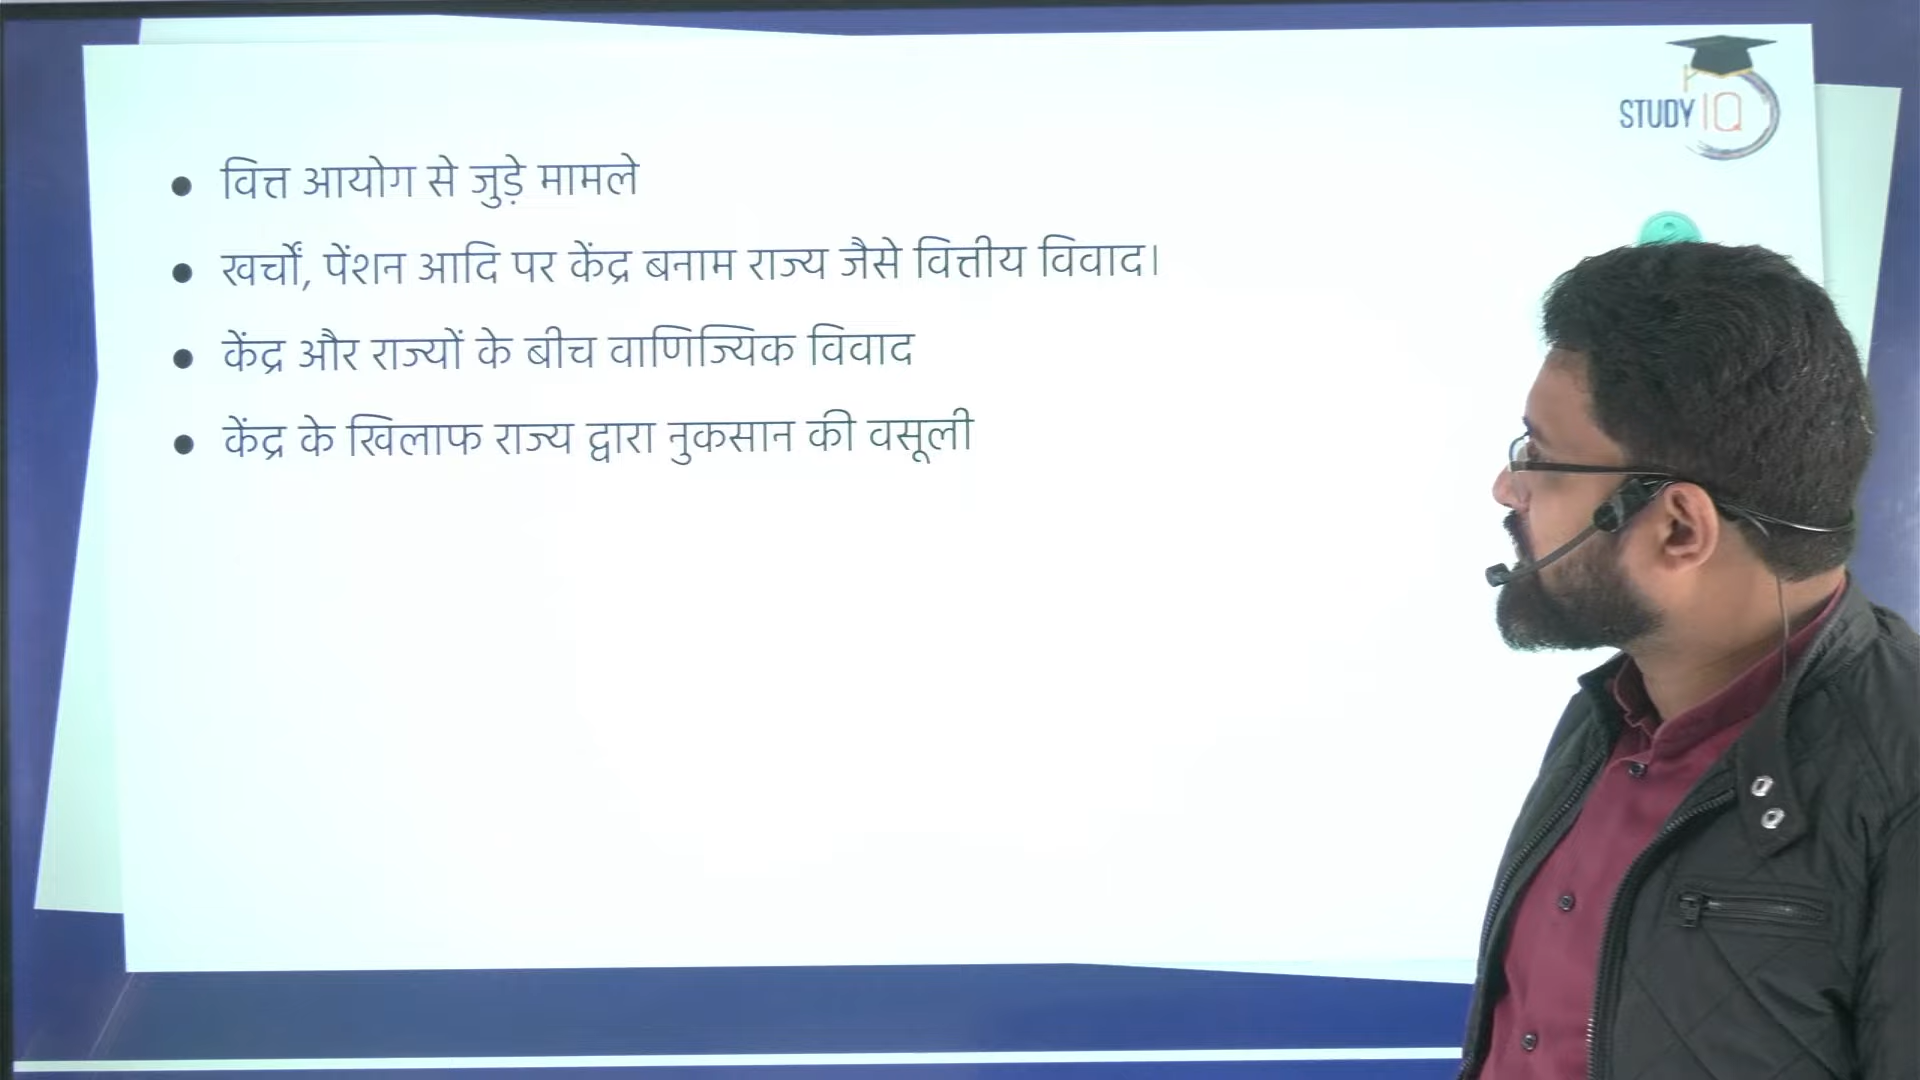 STUDY IQ
• वित्त आयोग से जुड़े मामले
• खर्चों, पेंशन आदि पर केंद्र बनाम राज्य जैसे वित्तीय विवाद।
• केंद्र और राज्यों के बीच वाणिज्यिक विवाद
• केंद्र के खिलाफ राज्य द्वारा नुकसान की वसूली